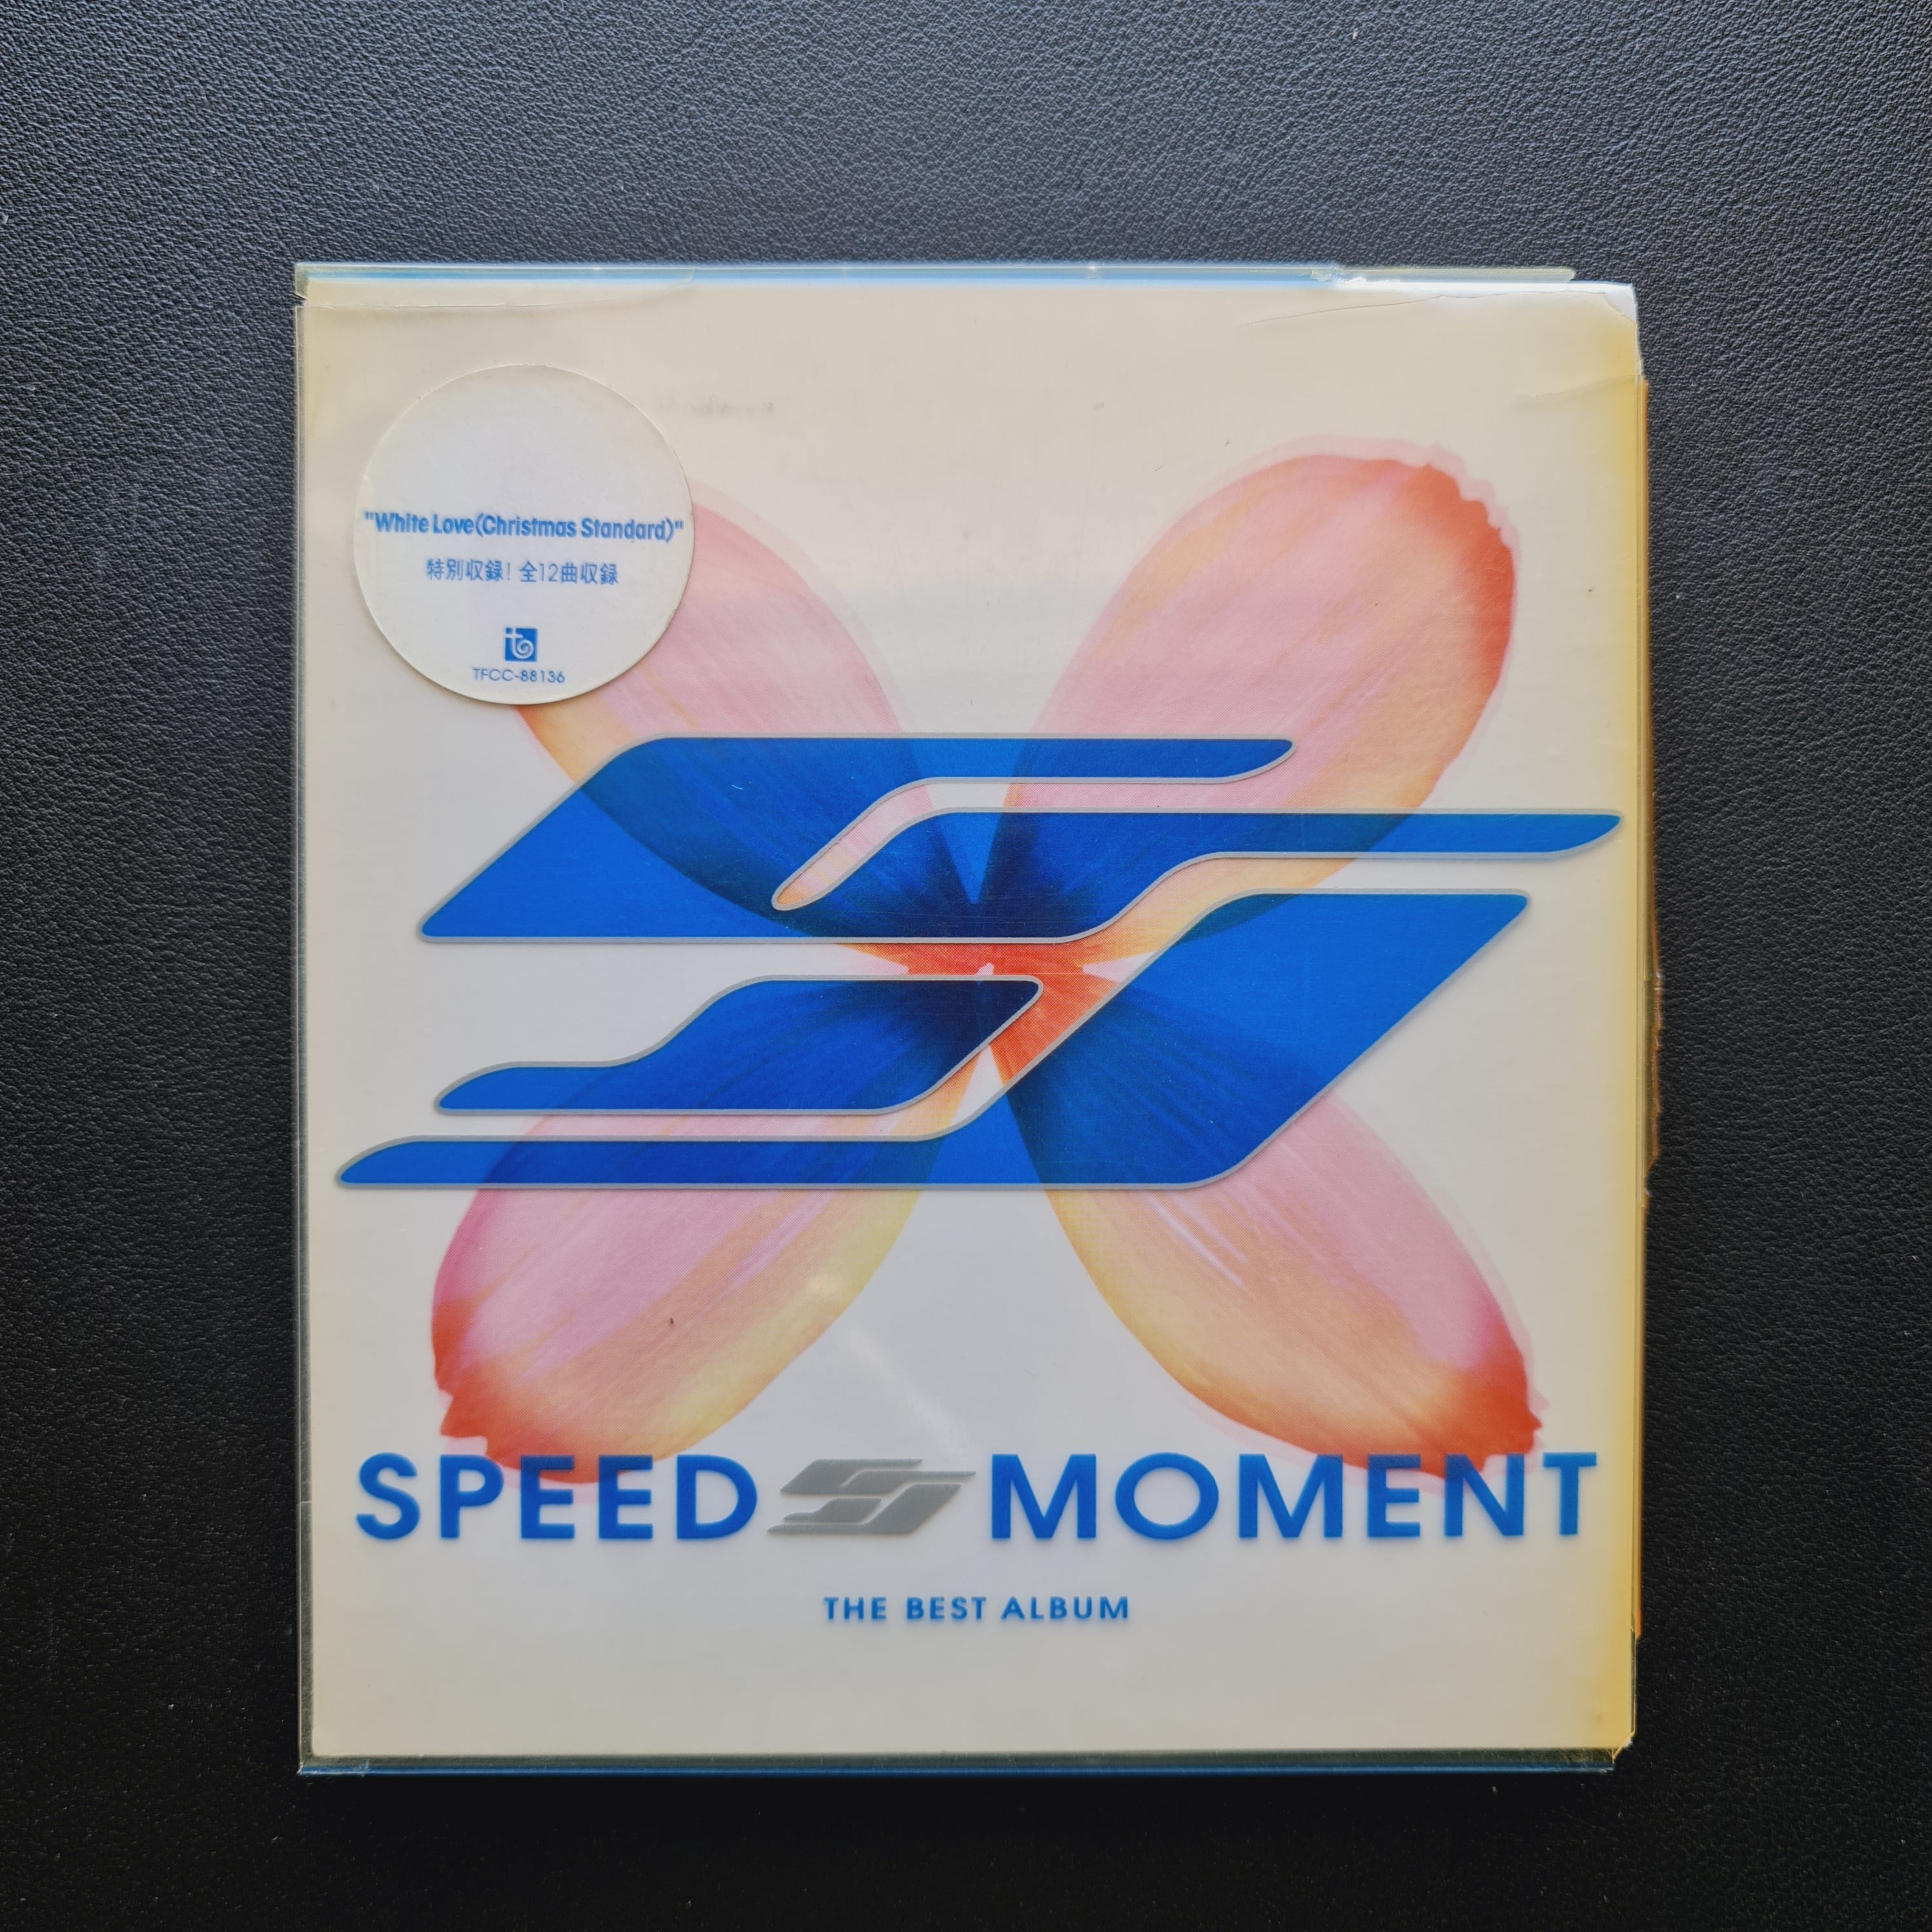 "White Love(Christmas Standard)"
特別収録! 全12曲収録
TFCC-88136
SPEED MOMENT
THE BEST ALBUM